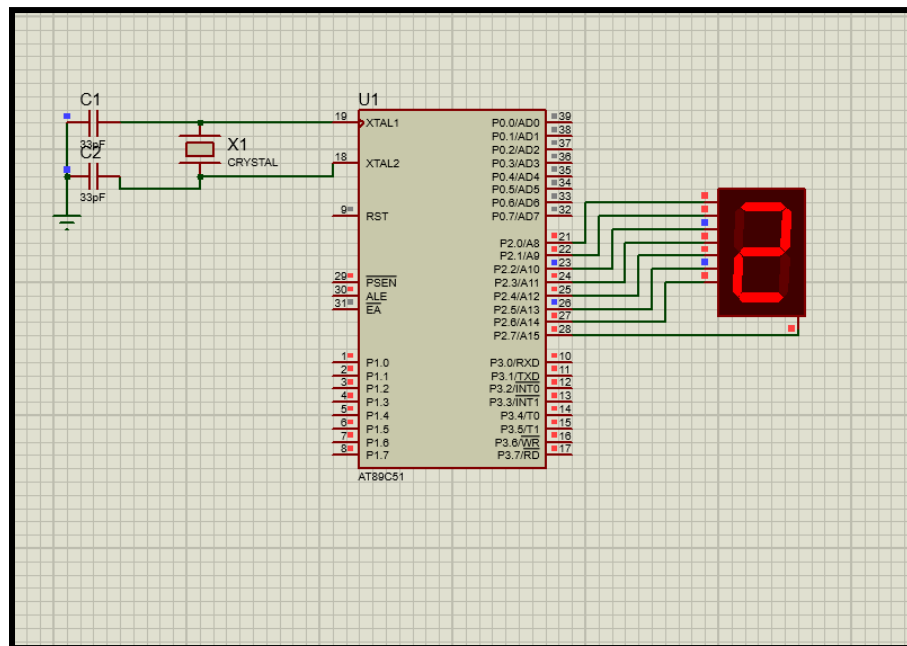 C1
33pF
C2
33pF
X1
CRYSTAL
U1
19 XTAL1
18 XTAL2
9 RST
29 PSEN
30 ALE
31 EA
1 P1.0
2 P1.1
3 P1.2
4 P1.3
5 P1.4
6 P1.5
7 P1.6
8 P1.7
P0.0/AD0 39
P0.1/AD1 38
P0.2/AD2 37
P0.3/AD3 36
P0.4/AD4 35
P0.5/AD5 34
P0.6/AD6 33
P0.7/AD7 32
P2.0/A8 21
P2.1/A9 22
P2.2/A10 23
P2.3/A11 24
P2.4/A12 25
P2.5/A13 26
P2.6/A14 27
P2.7/A15 28
P3.0/RXD 10
P3.1/TXD 11
P3.2/INT0 12
P3.3/INT1 13
P3.4/T0 14
P3.5/T1 15
P3.6/WR 16
P3.7/RD 17
AT89C51
2